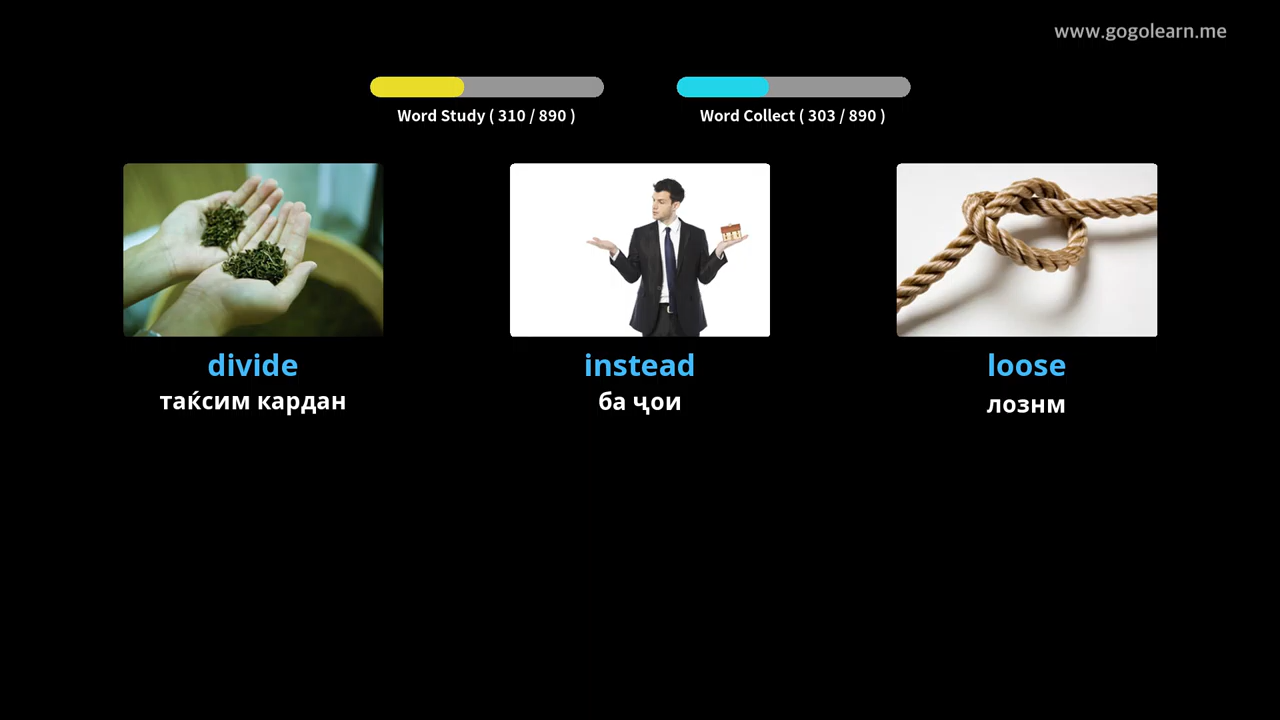 www.gogolearn.me
Word Study ( 310 / 890 )
Word Collect ( 303 / 890 )
divide
instead
loose
таќсим кардан
ба ҷои
лознм